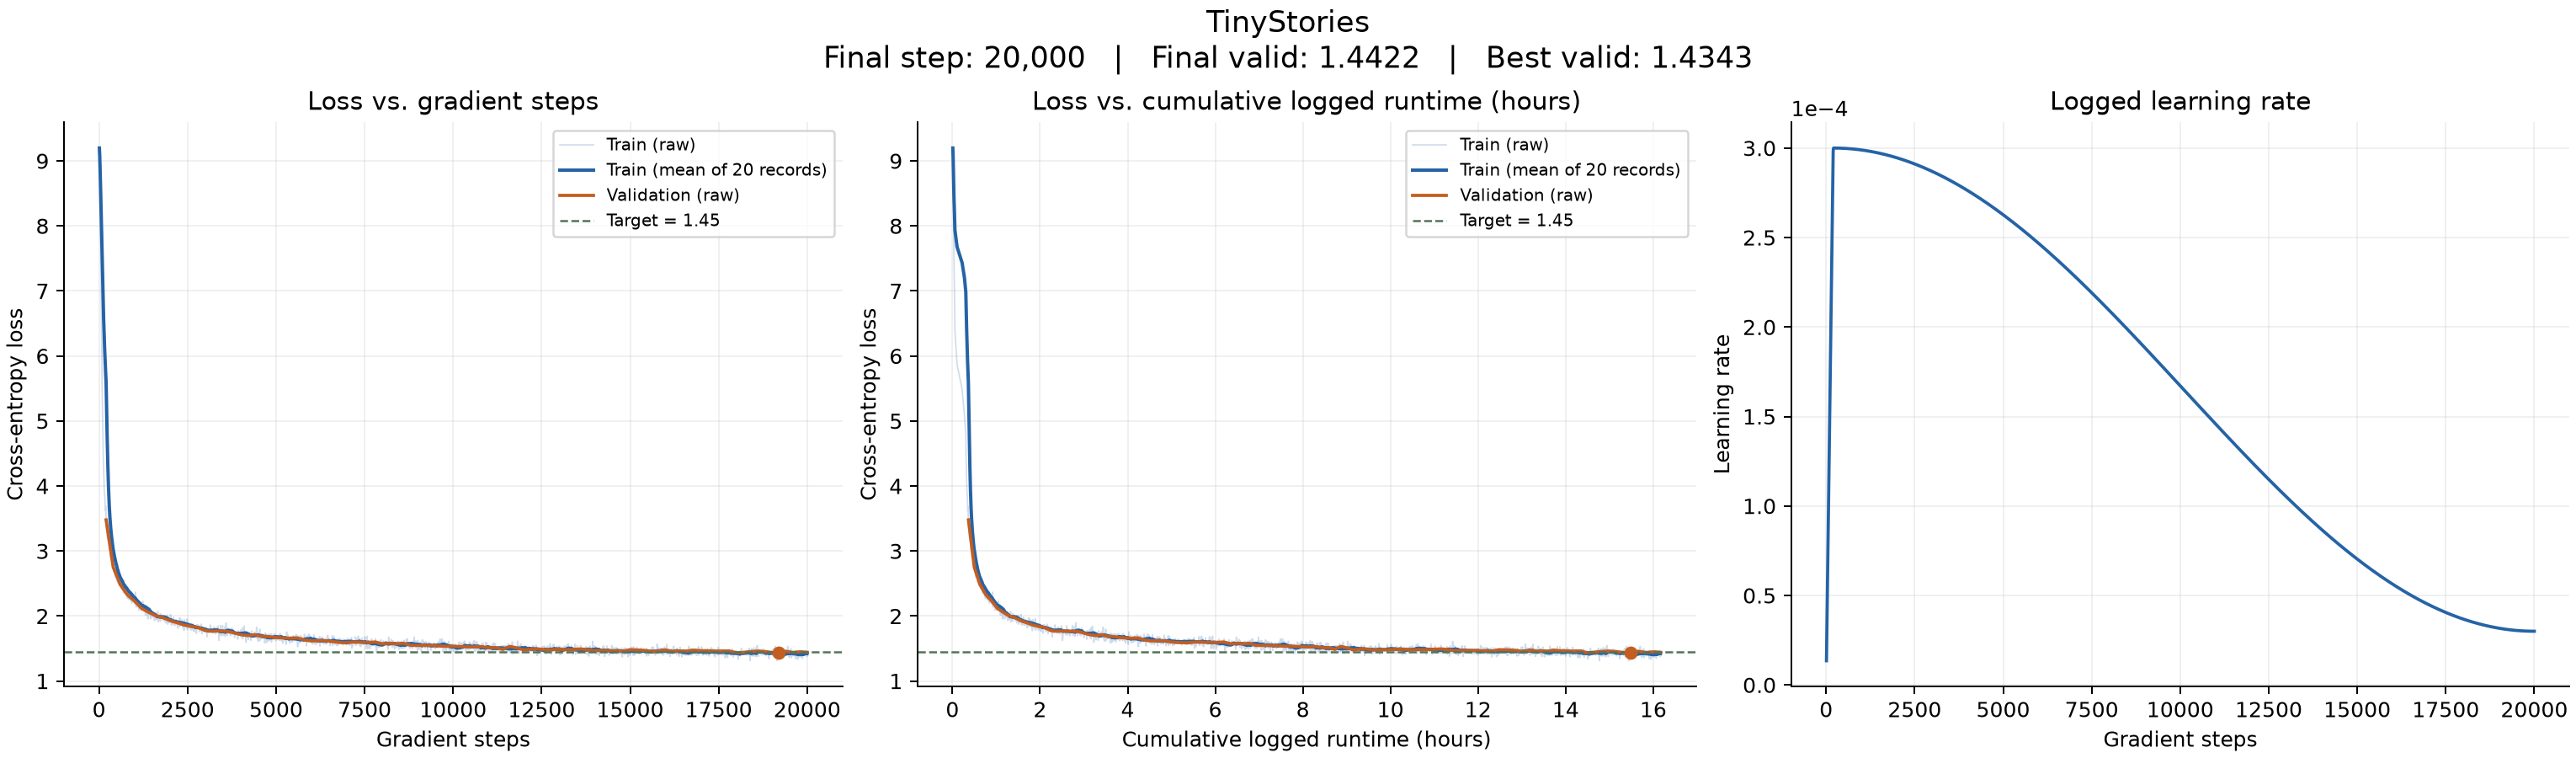 TinyStories
Final step: 20,000 | Final valid: 1.4422 | Best valid: 1.4343
Loss vs. gradient steps
9
8
7
6
5
4
3
2
1
Cross-entropy loss
Train (raw)
Train (mean of 20 records)
Validation (raw)
Target = 1.45
0 2500 5000 7500 10000 12500 15000 17500 20000
Gradient steps
Loss vs. cumulative logged runtime (hours)
9
8
7
6
5
4
3
2
1
Cross-entropy loss
Train (raw)
Train (mean of 20 records)
Validation (raw)
Target = 1.45
0 2 4 6 8 10 12 14 16
Cumulative logged runtime (hours)
Logged learning rate
1e−4
3.0
2.5
2.0
1.5
1.0
0.5
0.0
Learning rate
0 2500 5000 7500 10000 12500 15000 17500 20000
Gradient steps